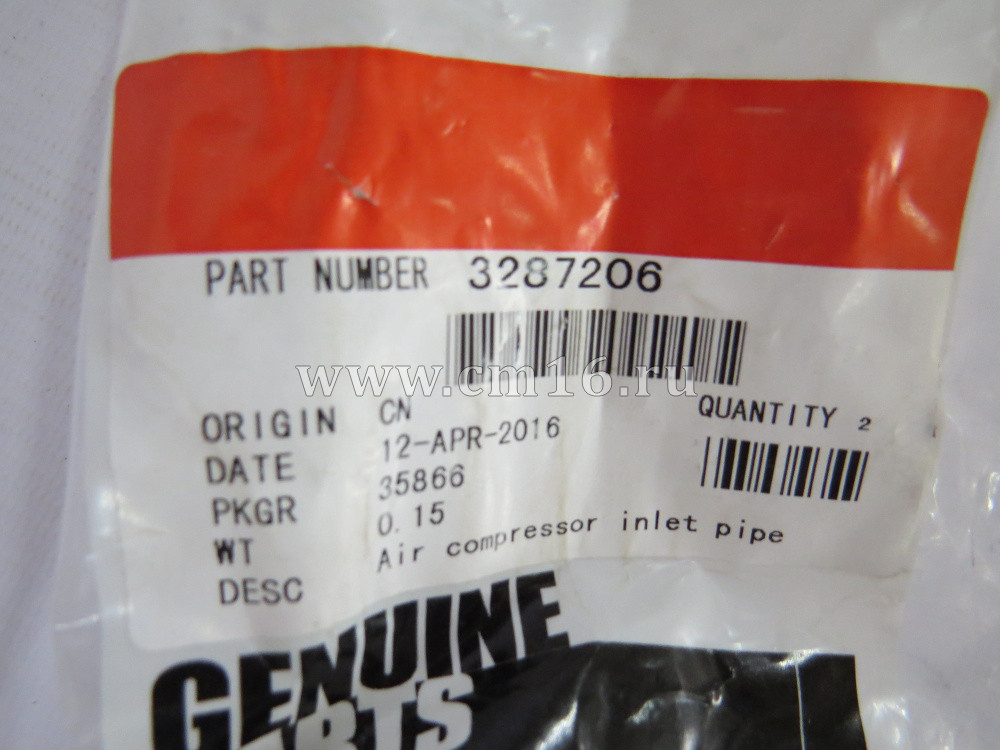 PART NUMBER 3287206
www.cm16.ru
ORIGIN CN
QUANTITY 2
DATE 12-APR-2016
PKGR 35866
WT 0.15
DESC Air compressor inlet pipe
GENUINE
PARTS